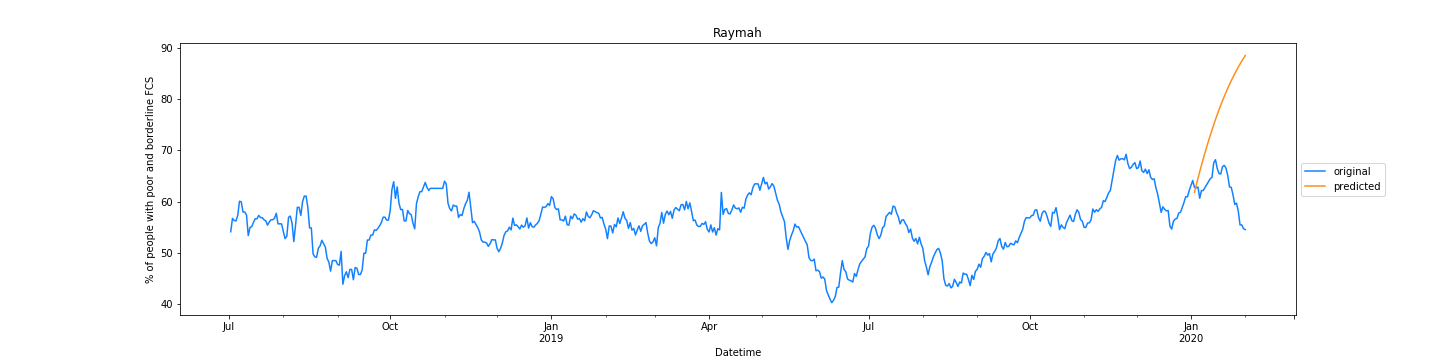 Raymah
% of people with poor and borderline FCS
90
80
70
60
50
40
Jul
Oct
Jan
2019
Apr
Jul
Oct
Jan
2020
Datetime
original
predicted